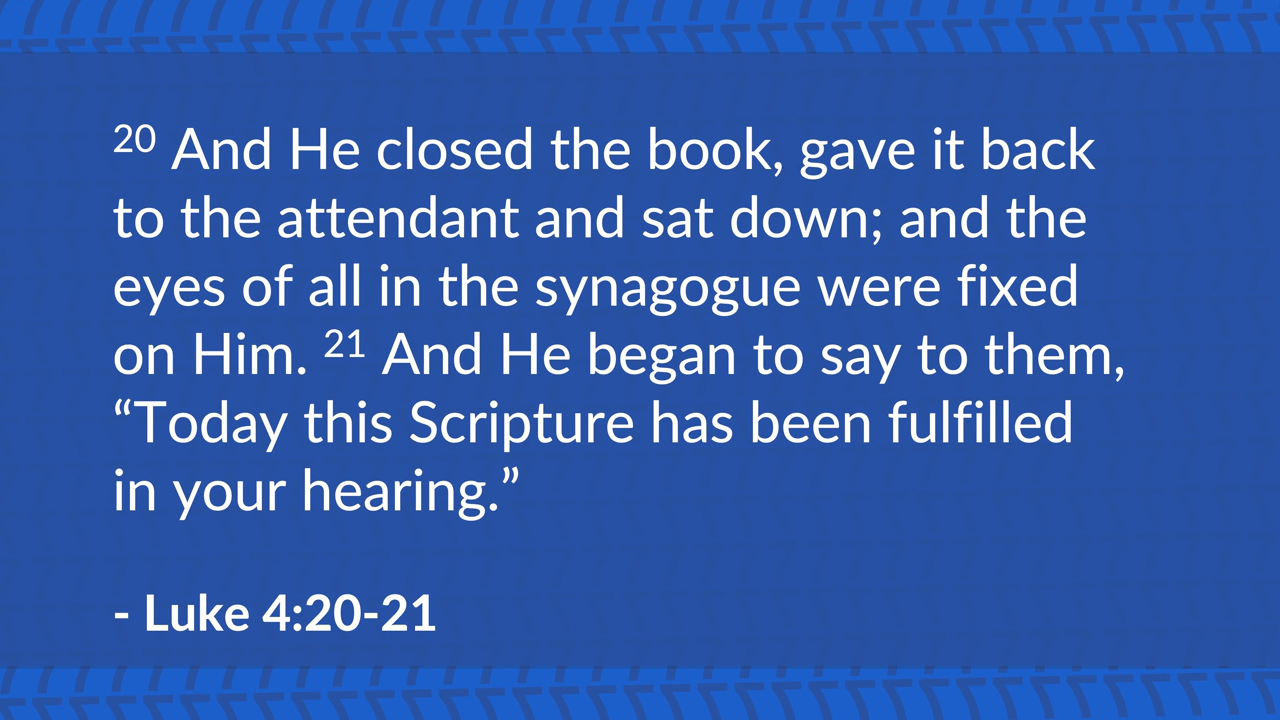 20 And He closed the book, gave it back
to the attendant and sat down; and the
eyes of all in the synagogue were fixed
on Him. 21 And He began to say to them,
“Today this Scripture has been fulfilled
in your hearing.”
- Luke 4:20-21